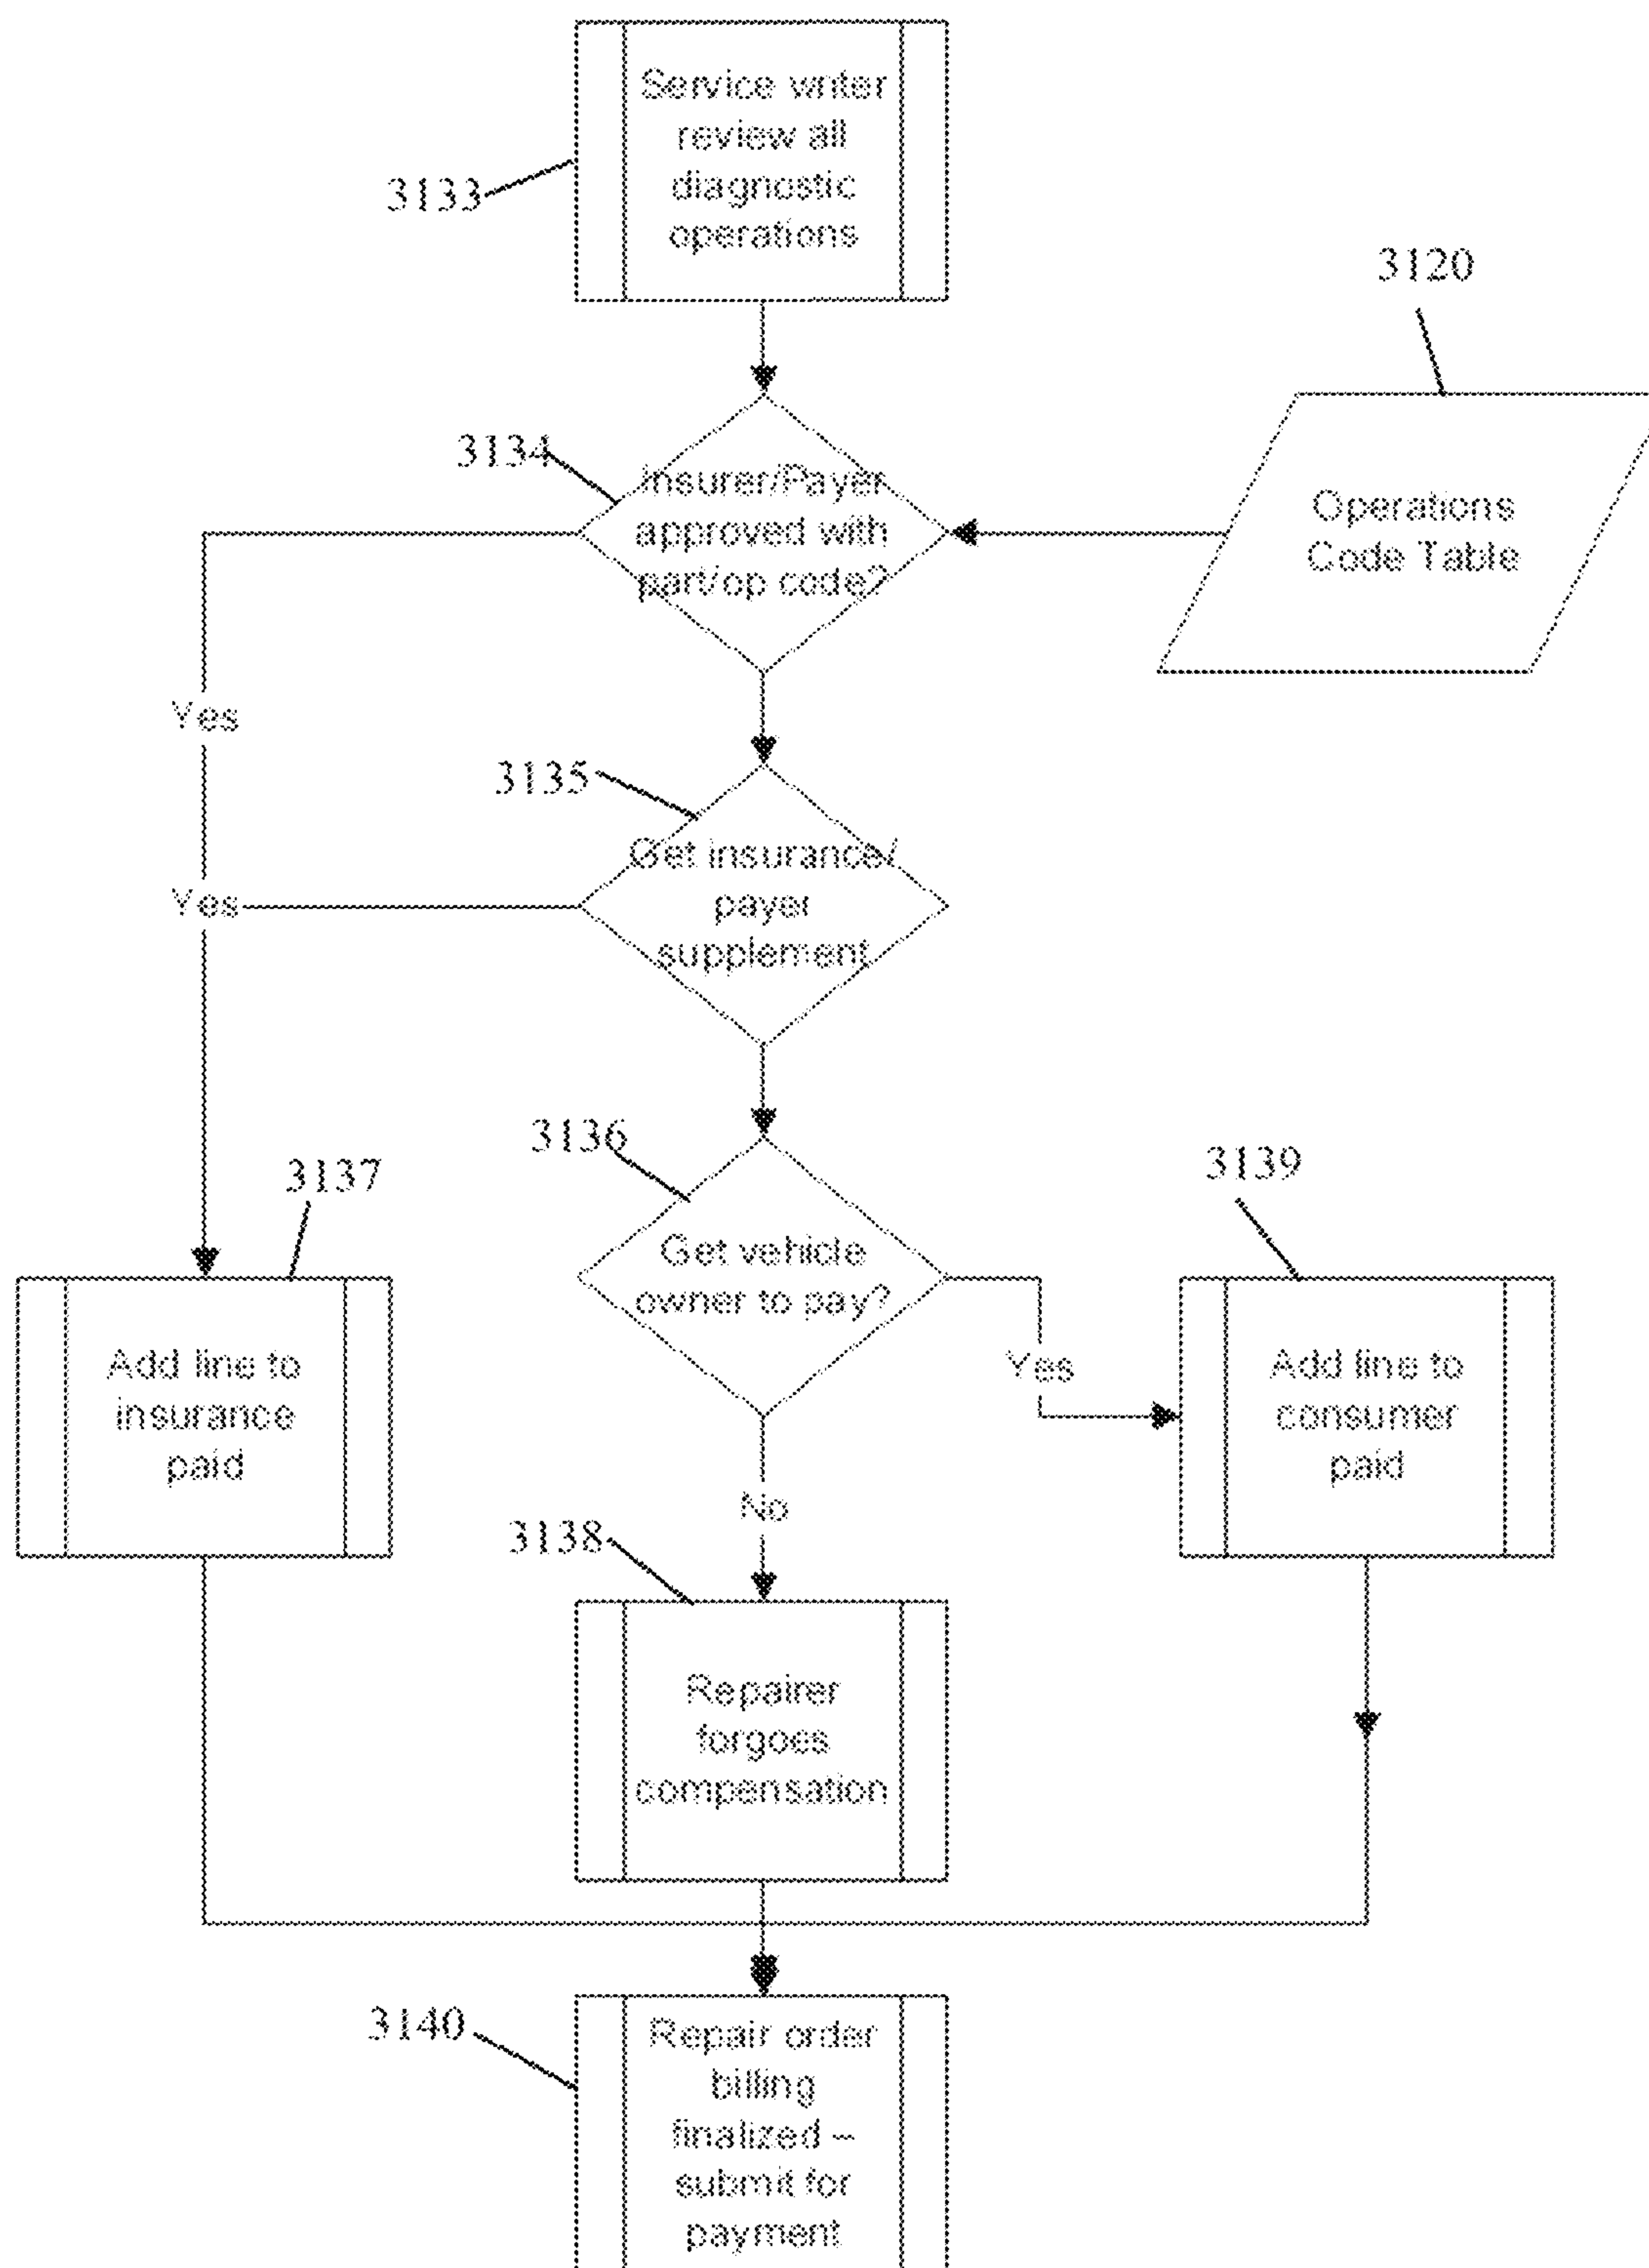 Service writer
review all
diagnostic
operations
3133
3120
3134
Insurer/Payer
approved with
part/op code?
Operations
Code Table
Yes
3135
Get insurance/
payer
supplement
Yes
3136
3137
3139
Get vehicle
owner to pay?
Yes
Add line to
insurance
paid
Add line to
consumer
paid
No
3138
Repairer
forgoes
compensation
3140
Repair order
billing
finalized –
submit for
payment